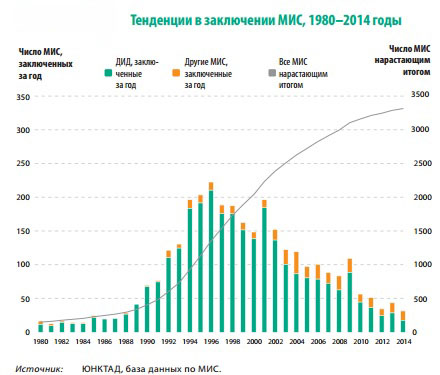 Тенденции в заключении МИС, 1980–2014 годы
Число МИС,
заключенных
за год
ДИД, заклю-
ченные
за год
Другие МИС,
заключенные
за год
Все МИС
нарастающим
итогом
Число МИС
нарастающим
итогом
350 3500
300 3000
250 2500
200 2000
150 1500
100 1000
50 500
0 0
1980 1982 1984 1986 1988 1990 1992 1994 1996 1998 2000 2002 2004 2006 2008 2010 2012 2014
Источник: ЮНКТАД, база данных по МИС.